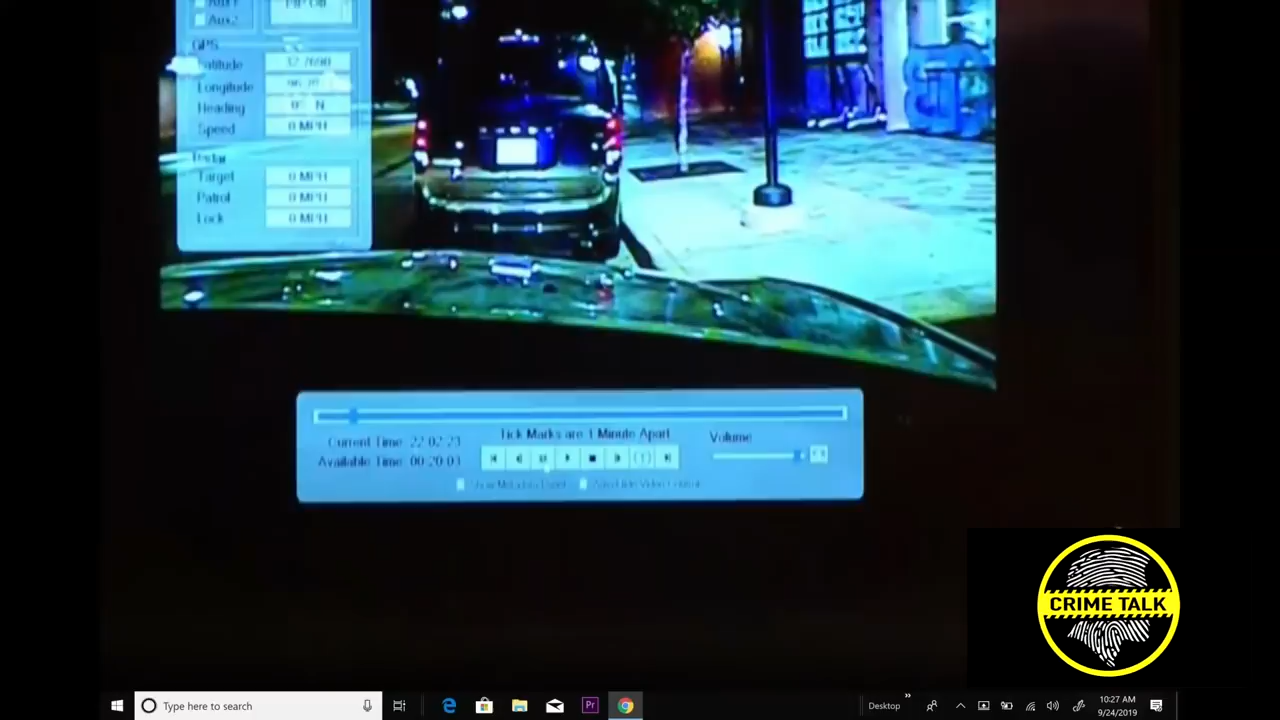 Aux2
GPS
Latitude
Longitude
Heading N
Speed 0 MPH
Radar
Target 0 MPH
Patrol 0 MPH
Lock 0 MPH
Current Time: 22:02:23
Available Time: 00:20:03
Tick Marks are 1 Minute Apart
Volume
CRIME TALK
Type here to search
Pr
Desktop
10:27 AM
9/24/2019